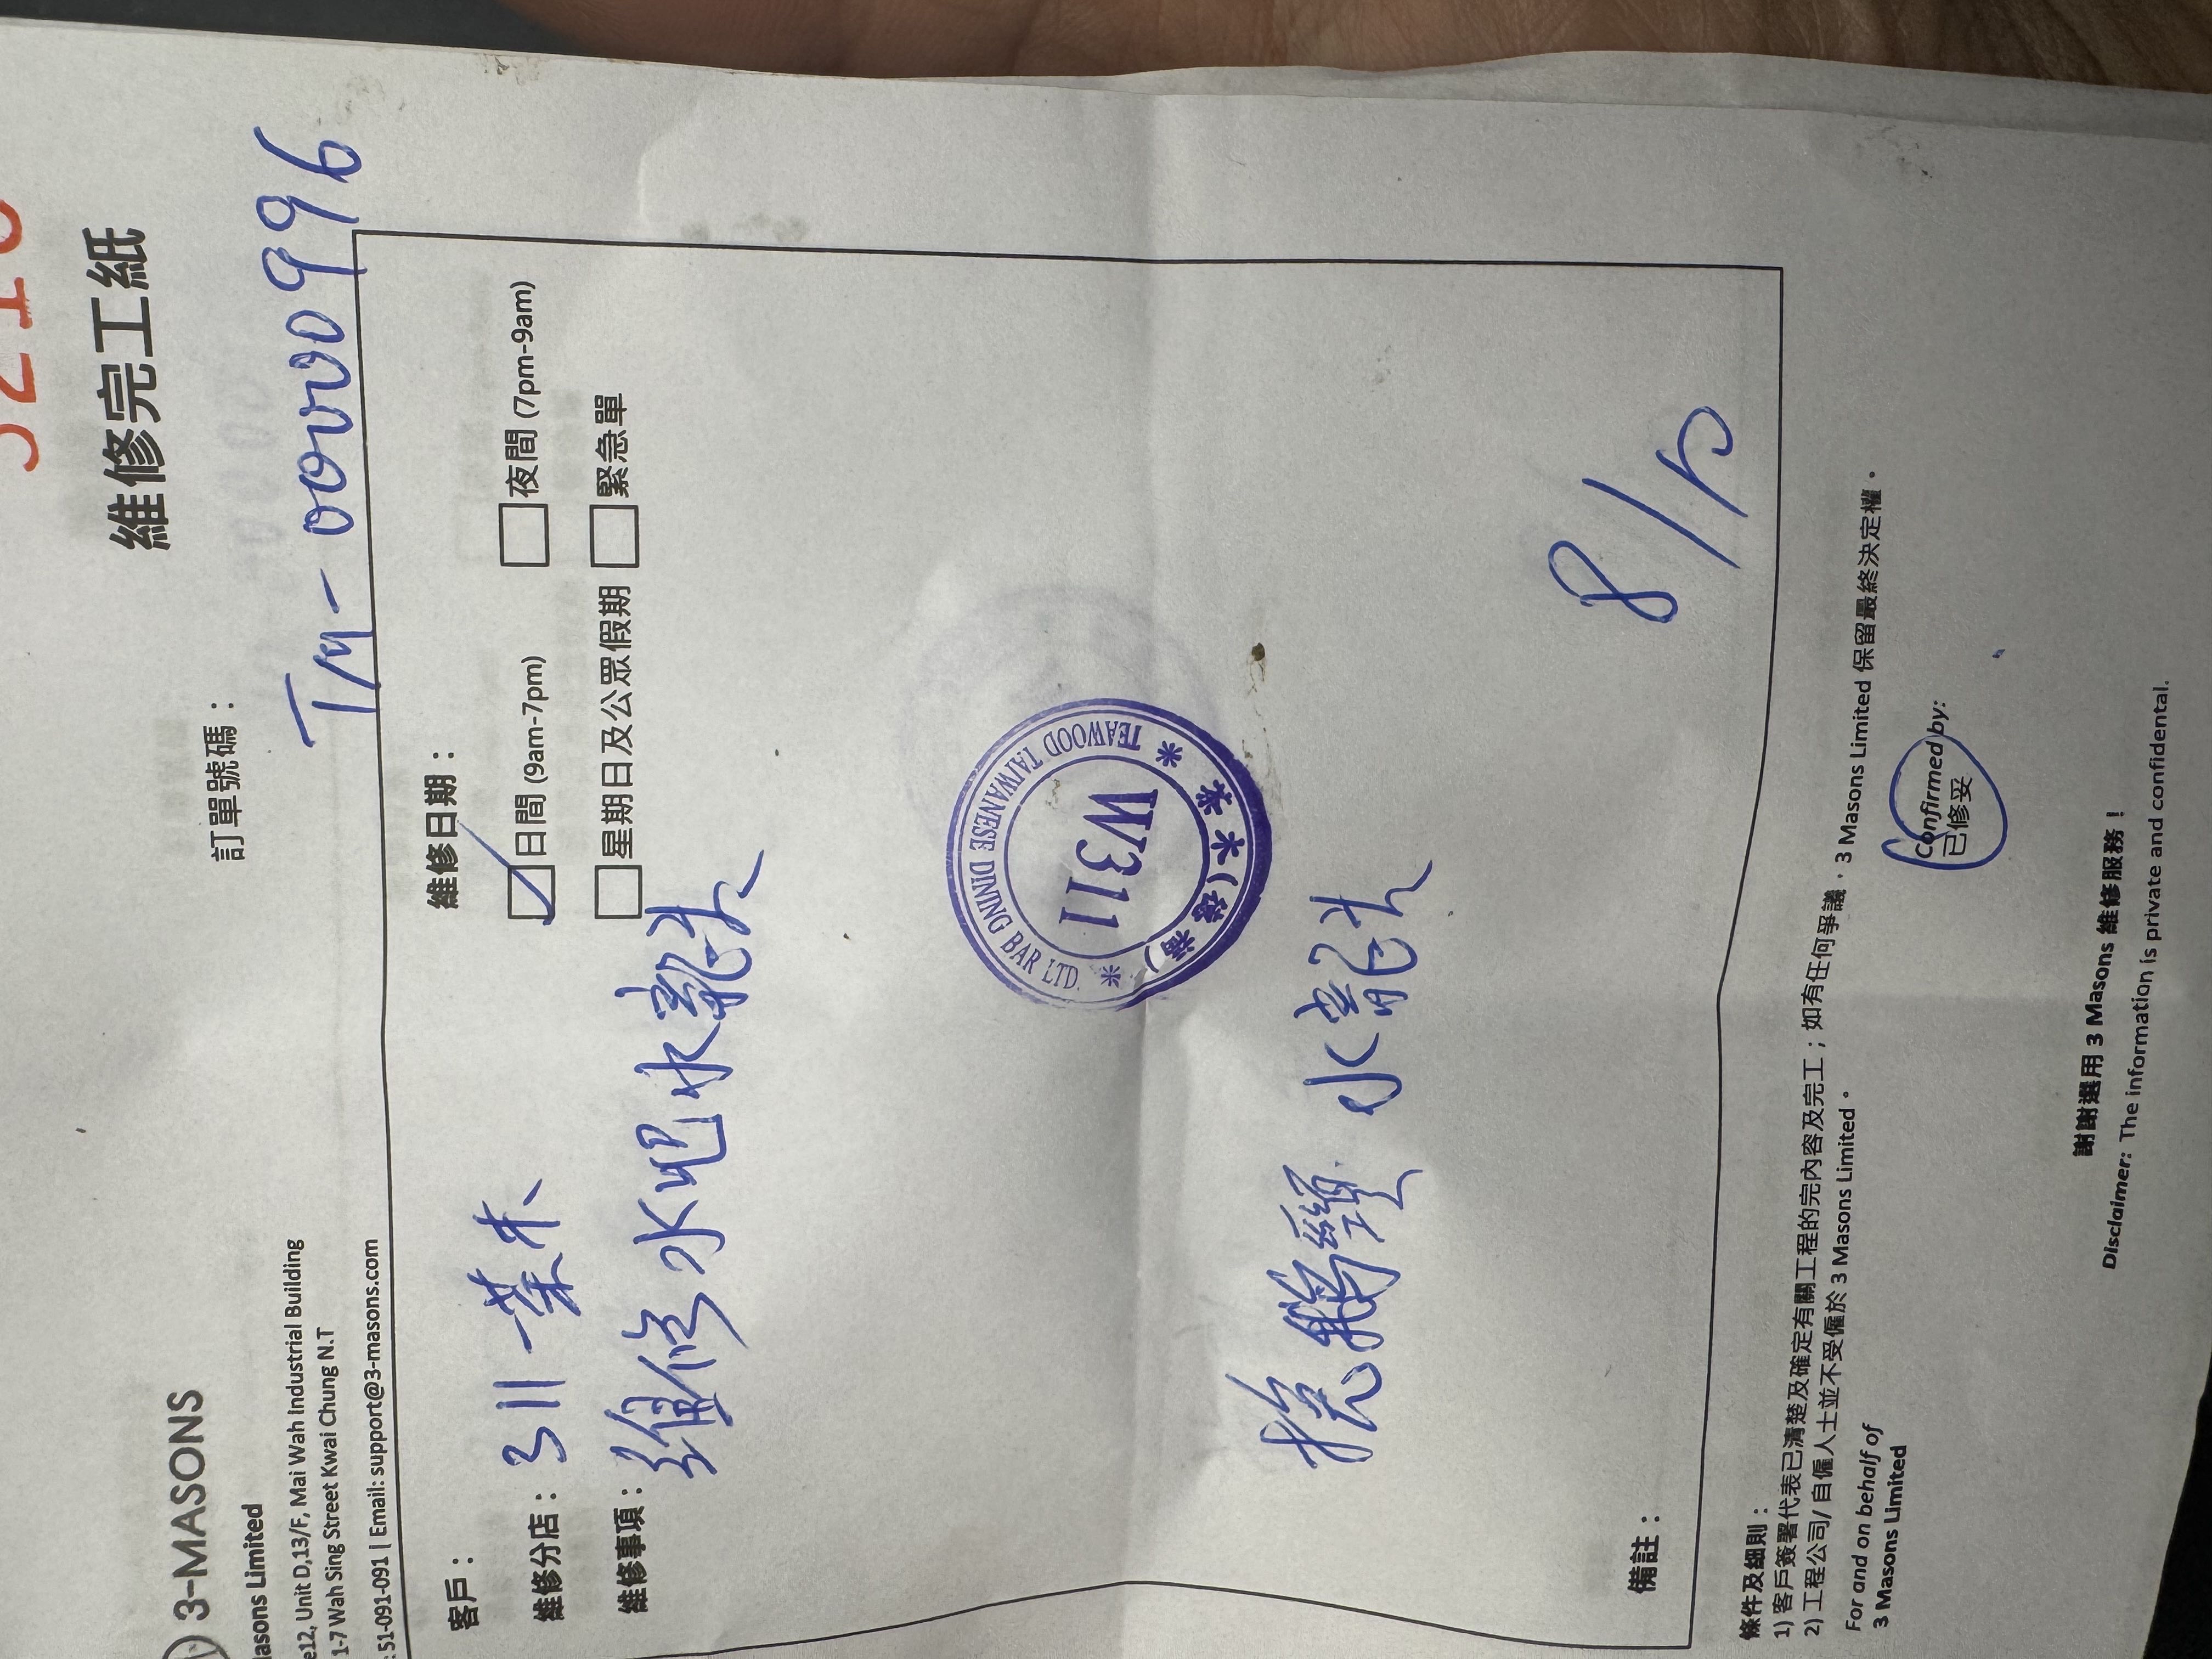 3-MASONS
維修完工紙
asons Limited
e12, Unit D,13/F, Mai Wah Industrial Building
1-7 Wah Sing Street Kwai Chung N.T
: 51-091-091 | Email: support@3-masons.com
訂單號碼：
TM-00000996
客戶：
維修日期：
維修分店： 311 - 茶木
日間 (9am-7pm)
夜間 (7pm-9am)
星期日及公眾假期
緊急單
維修事項：
維修水吧水龍头
TEAWOOD TAIWANESE DINING BAR LTD.
W311
茶木(德福)
換鵝頸水龍头
8/5
備註：
條件及細則：
1) 客戶簽署代表已清楚及確定有關工程的完內容及完工；如有任何爭議，3 Masons Limited 保留最終決定權。
2) 工程公司/ 自僱人士並不受僱於 3 Masons Limited。
For and on behalf of
3 Masons Limited
Confirmed by:
已修妥
謝謝選用 3 Masons 維修服務！
Disclaimer: The information is private and confidental.